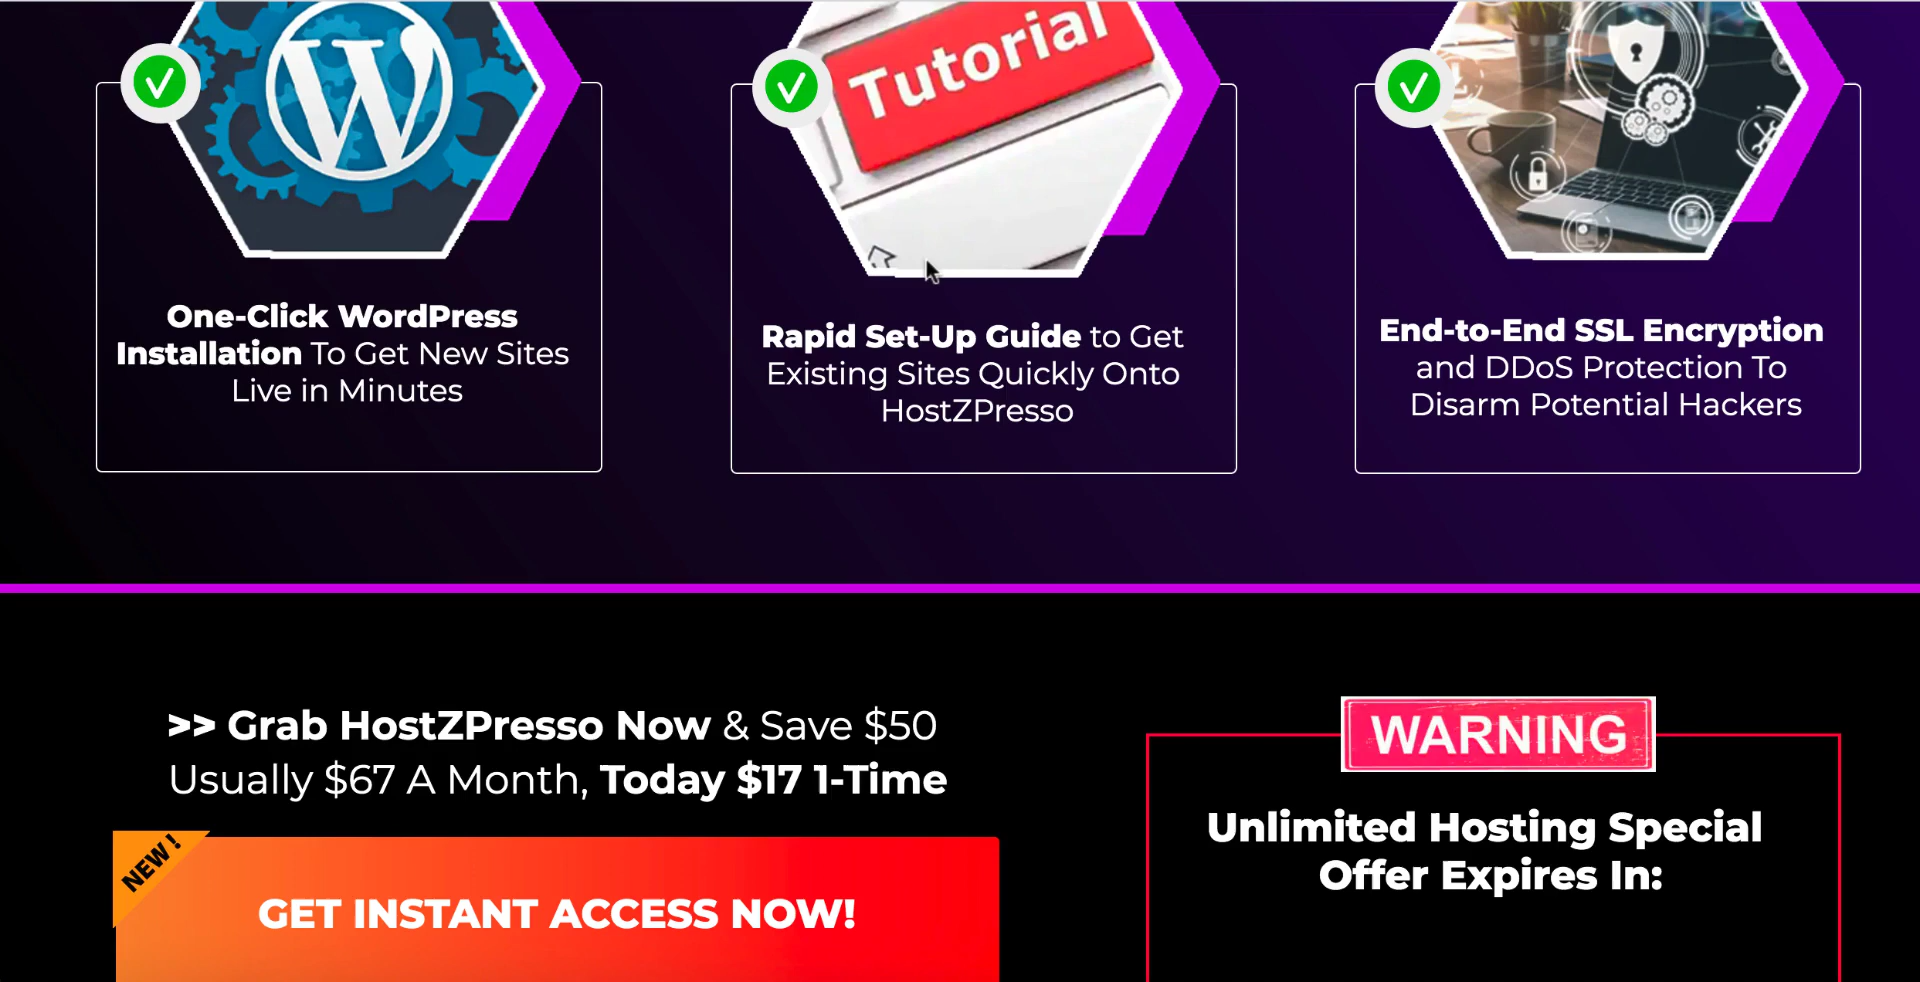 Tutorial
One-Click WordPress
Installation To Get New Sites
Live in Minutes
Rapid Set-Up Guide to Get
Existing Sites Quickly Onto
HostZPresso
End-to-End SSL Encryption
and DDoS Protection To
Disarm Potential Hackers
>> Grab HostZPresso Now & Save $50
Usually $67 A Month, Today $17 1-Time
NEW !
GET INSTANT ACCESS NOW!
WARNING
Unlimited Hosting Special
Offer Expires In: